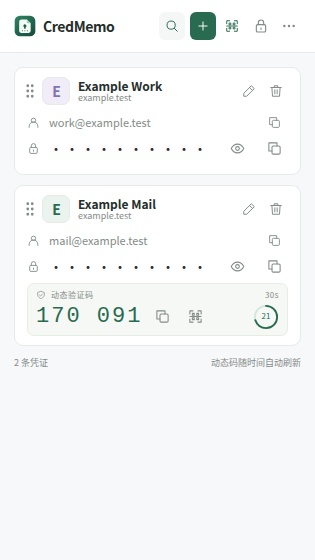 CredMemo
E
Example Work
example.test
work@example.test
• • • • • • • • • •
E
Example Mail
example.test
mail@example.test
• • • • • • • • • •
动态验证码
30s
170 091
21
2 条凭证
动态码随时间自动刷新